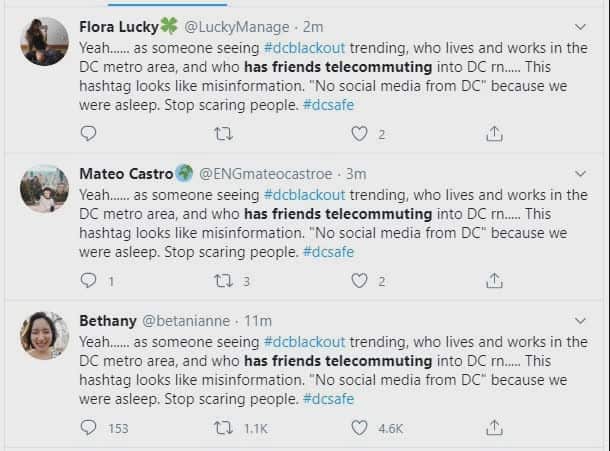 Flora Lucky🍀 @LuckyManage · 2m
Yeah...... as someone seeing #dcblackout trending, who lives and works in the
DC metro area, and who has friends telecommuting into DC rn..... This
hashtag looks like misinformation. "No social media from DC" because we
were asleep. Stop scaring people. #dcsafe
2
Mateo Castro🌍 @ENGmateocastroe · 3m
Yeah...... as someone seeing #dcblackout trending, who lives and works in the
DC metro area, and who has friends telecommuting into DC rn..... This
hashtag looks like misinformation. "No social media from DC" because we
were asleep. Stop scaring people. #dcsafe
1 3 2
Bethany @betanianne · 11m
Yeah...... as someone seeing #dcblackout trending, who lives and works in the
DC metro area, and who has friends telecommuting into DC rn..... This
hashtag looks like misinformation. "No social media from DC" because we
were asleep. Stop scaring people. #dcsafe
153 1.1K 4.6K